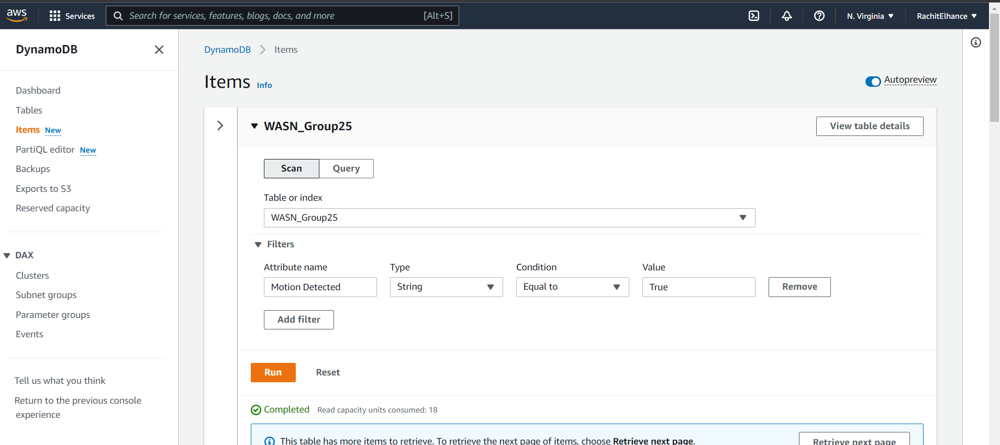 aws
Services
Search for services, features, blogs, docs, and more
[Alt+S]
N. Virginia
RachitElhance
DynamoDB
Dashboard
Tables
Items New
PartiQL editor New
Backups
Exports to S3
Reserved capacity
DAX
Clusters
Subnet groups
Parameter groups
Events
Tell us what you think
Return to the previous console
experience
DynamoDB
Items
Items Info
Autopreview
WASN_Group25
View table details
Scan
Query
Table or index
WASN_Group25
Filters
Attribute name
Type
Condition
Value
Motion Detected
String
Equal to
True
Remove
Add filter
Run
Reset
Completed
Read capacity units consumed: 18
This table has more items to retrieve. To retrieve the next page of items, choose Retrieve next page.
Retrieve next page